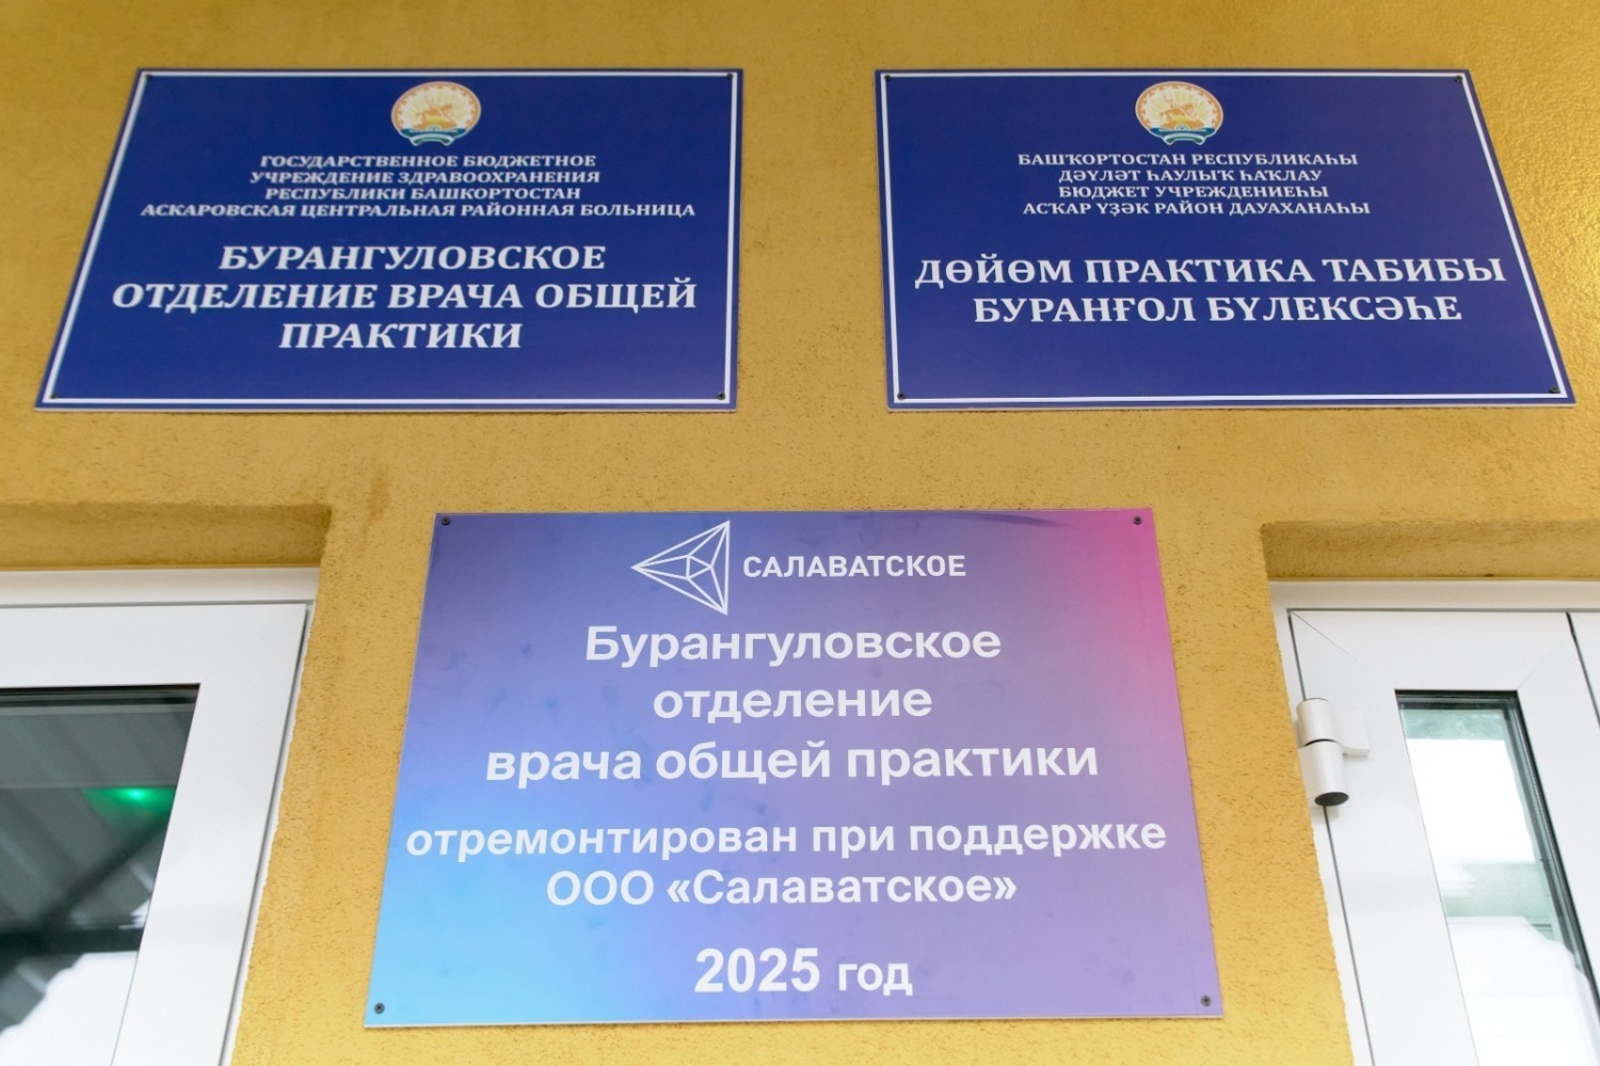 ГОСУДАРСТВЕННОЕ БЮДЖЕТНОЕ
УЧРЕЖДЕНИЕ ЗДРАВООХРАНЕНИЯ
РЕСПУБЛИКИ БАШКОРТОСТАН
АСКАРОВСКАЯ ЦЕНТРАЛЬНАЯ РАЙОННАЯ БОЛЬНИЦА
БУРАНГУЛОВСКОЕ
ОТДЕЛЕНИЕ ВРАЧА ОБЩЕЙ
ПРАКТИКИ
БАШҠОРТОСТАН РЕСПУБЛИКАҺЫ
ДӘҮЛӘТ ҺАУЛЫҠ ҺАҠЛАУ
БЮДЖЕТ УЧРЕЖДЕНИЕҺЫ
АСҠАР ҮҘӘК РАЙОН ДАУАХАНАҺЫ
ДӨЙӨМ ПРАКТИКА ТАБИБЫ
БУРАНҒОЛ БҮЛЕКСӘҺЕ
САЛАВАТСКОЕ
Бурангуловское
отделение
врача общей практики
отремонтирован при поддержке
ООО «Салаватское»
2025 год